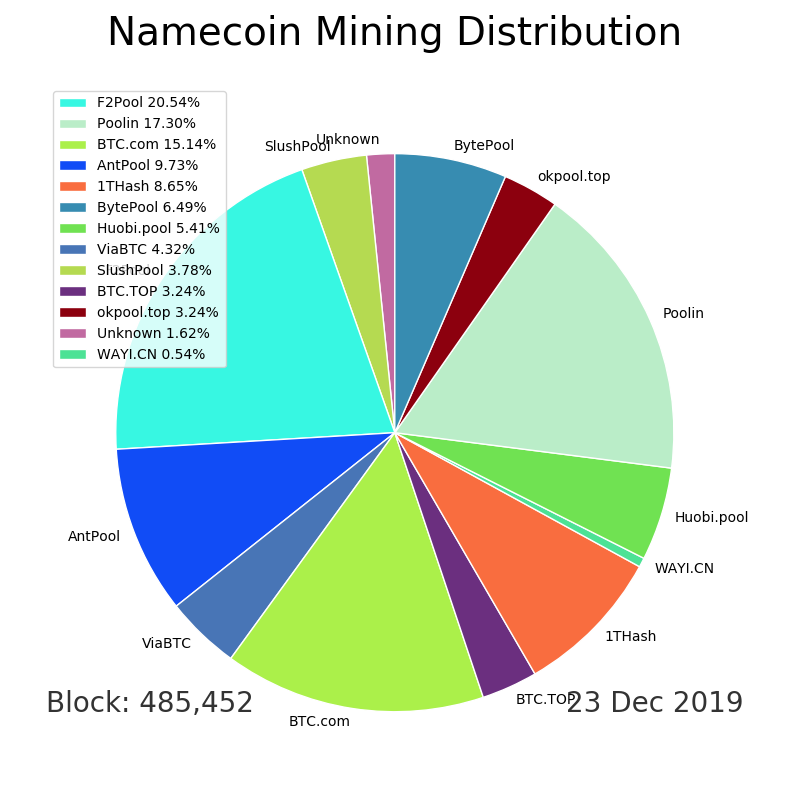 Namecoin Mining Distribution
F2Pool 20.54%
Poolin 17.30%
BTC.com 15.14%
AntPool 9.73%
1THash 8.65%
BytePool 6.49%
Huobi.pool 5.41%
ViaBTC 4.32%
SlushPool 3.78%
BTC.TOP 3.24%
okpool.top 3.24%
Unknown 1.62%
WAYI.CN 0.54%
Unknown
SlushPool
BytePool
okpool.top
Poolin
Huobi.pool
WAYI.CN
1THash
BTC.TOP
BTC.com
ViaBTC
AntPool
Block: 485,452
23 Dec 2019